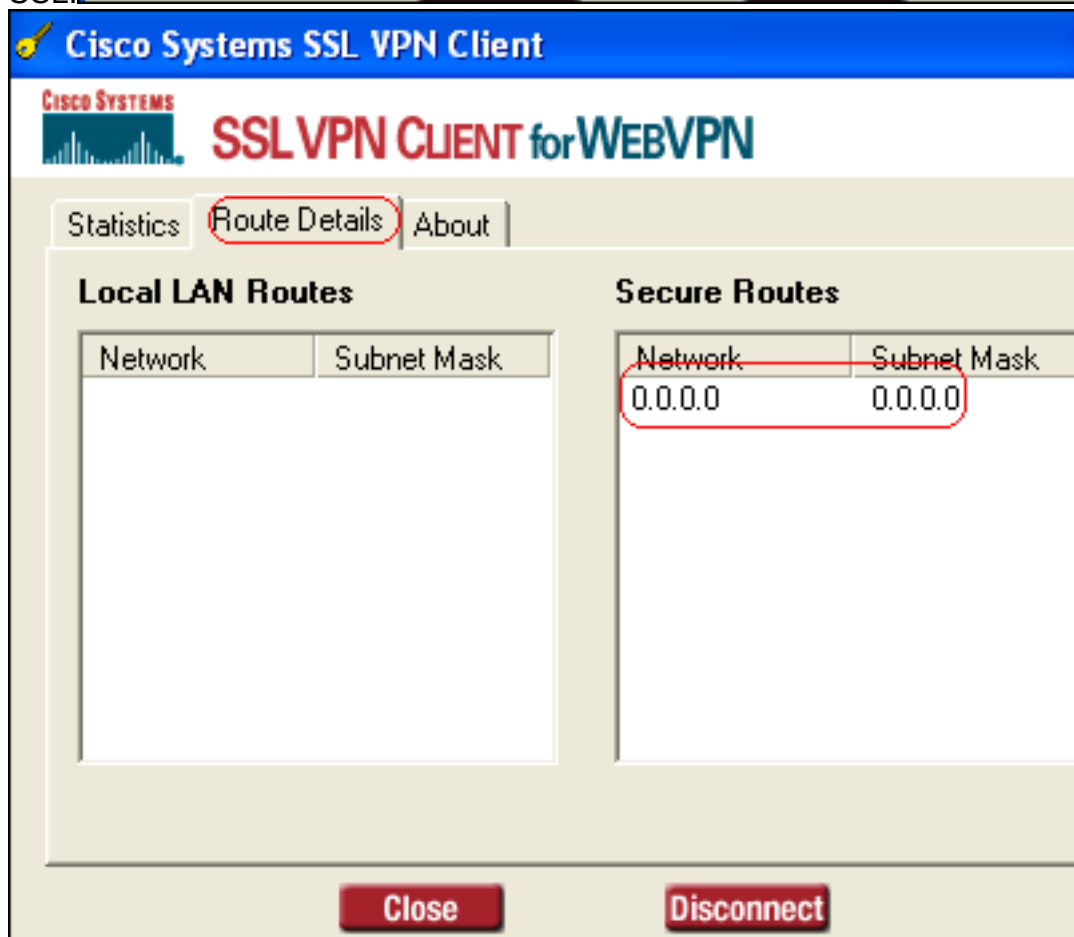 SSL.
Cisco Systems SSL VPN Client
CISCO SYSTEMS
SSL VPN CLIENT for WEBVPN
Statistics Route Details About
Local LAN Routes Secure Routes
Network Subnet Mask Network Subnet Mask
0.0.0.0 0.0.0.0
Close Disconnect